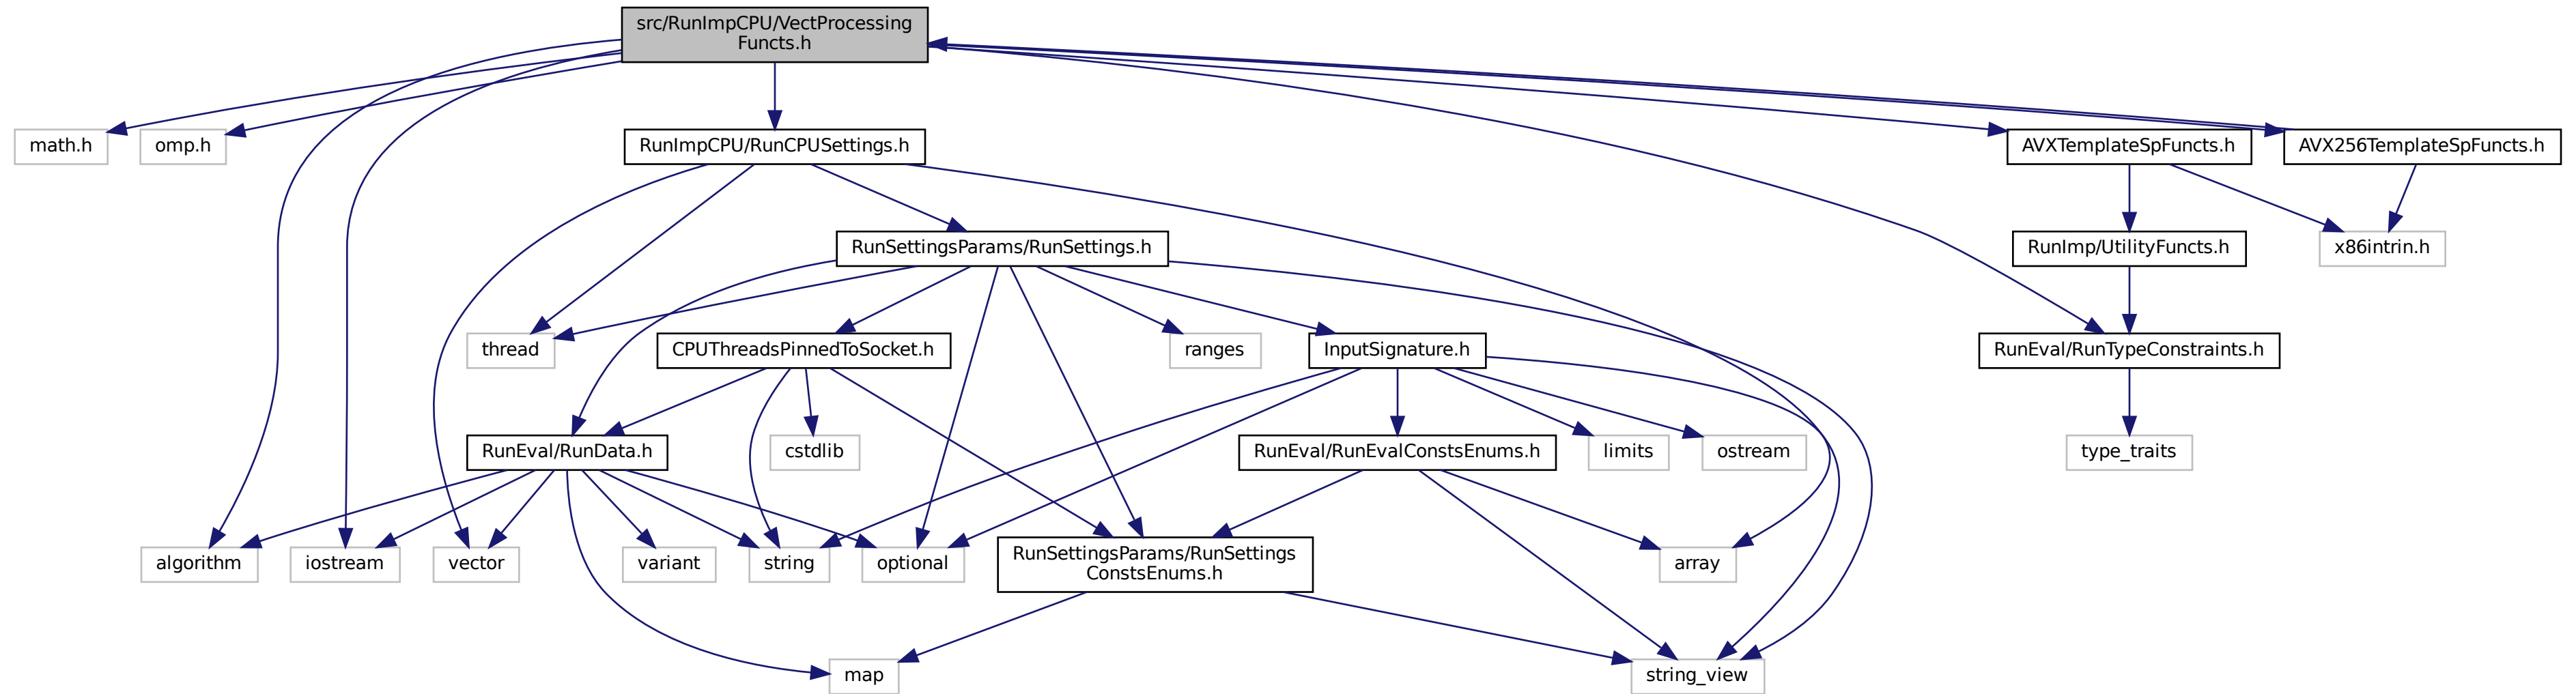 src/RunImpCPU/VectProcessing
Functs.h
math.h
omp.h
RunImpCPU/RunCPUSettings.h
AVXTemplateSpFuncts.h
AVX256TemplateSpFuncts.h
RunSettingsParams/RunSettings.h
RunImp/UtilityFuncts.h
x86intrin.h
thread
CPUThreadsPinnedToSocket.h
ranges
InputSignature.h
RunEval/RunTypeConstraints.h
RunEval/RunData.h
cstdlib
RunEval/RunEvalConstsEnums.h
limits
ostream
type_traits
algorithm
iostream
vector
variant
string
optional
RunSettingsParams/RunSettings
ConstsEnums.h
array
map
string_view